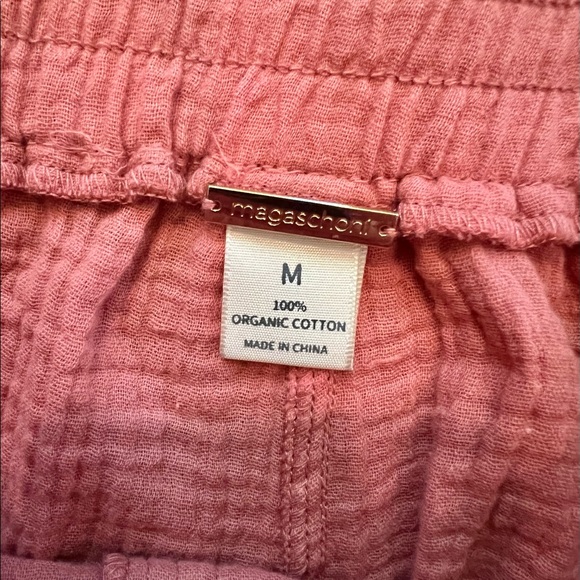 magaschoni
M
100%
ORGANIC COTTON
MADE IN CHINA